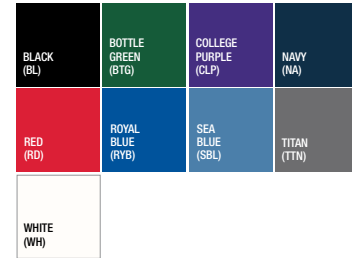 BLACK
(BL)
BOTTLE
GREEN
(BTG)
COLLEGE
PURPLE
(CLP)
NAVY
(NA)
RED
(RD)
ROYAL
BLUE
(RYB)
SEA
BLUE
(SBL)
TITAN
(TTN)
WHITE
(WH)